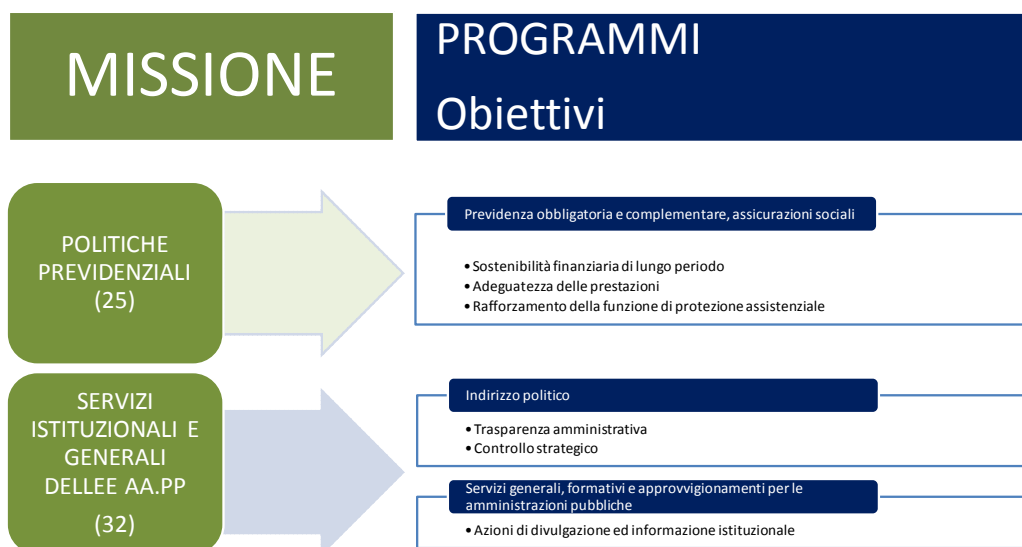 MISSIONE
PROGRAMMI
Obiettivi
POLITICHE
PREVIDENZIALI
(25)
Previdenza obbligatoria e complementare, assicurazioni sociali
• Sostenibilità finanziaria di lungo periodo
• Adeguatezza delle prestazioni
• Rafforzamento della funzione di protezione assistenziale
SERVIZI
ISTITUZIONALI E
GENERALI
DELLEE AA.PP
(32)
Indirizzo politico
• Trasparenza amministrativa
• Controllo strategico
Servizi generali, formativi e approvvigionamenti per le
amministrazioni pubbliche
• Azioni di divulgazione ed informazione istituzionale